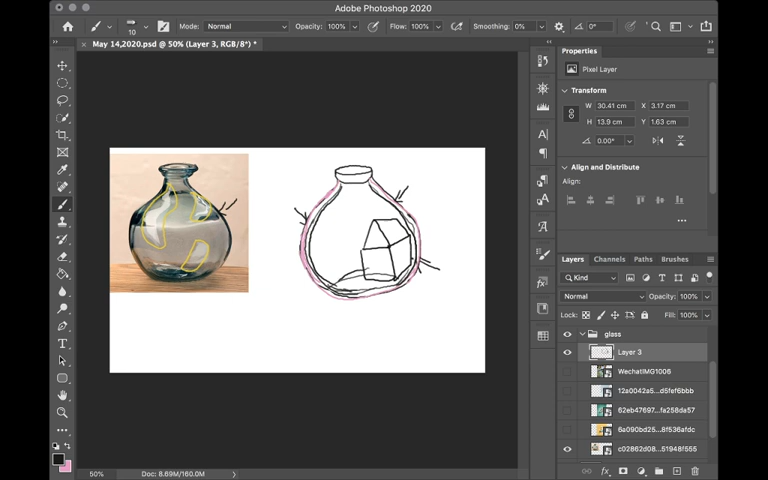 Adobe Photoshop 2020
10
Mode: Normal
Opacity: 100%
Flow: 100%
Smoothing: 0%
0°
May 14,2020.psd @ 50% (Layer 3, RGB/8*) *
Properties
Pixel Layer
Transform
W 30.41 cm X 3.17 cm
H 13.9 cm Y 1.63 cm
0.00°
Align and Distribute
Align:
Layers Channels Paths Brushes
Kind
Normal Opacity: 100%
Lock: Fill: 100%
glass
Layer 3
WechatIMG1006
12a0042a5...d5fef6bbb
62eb47697...fa258da57
6a090bd25...8f536afdc
c02862d08...51948f555
fx
50% Doc: 8.69M/160.0M